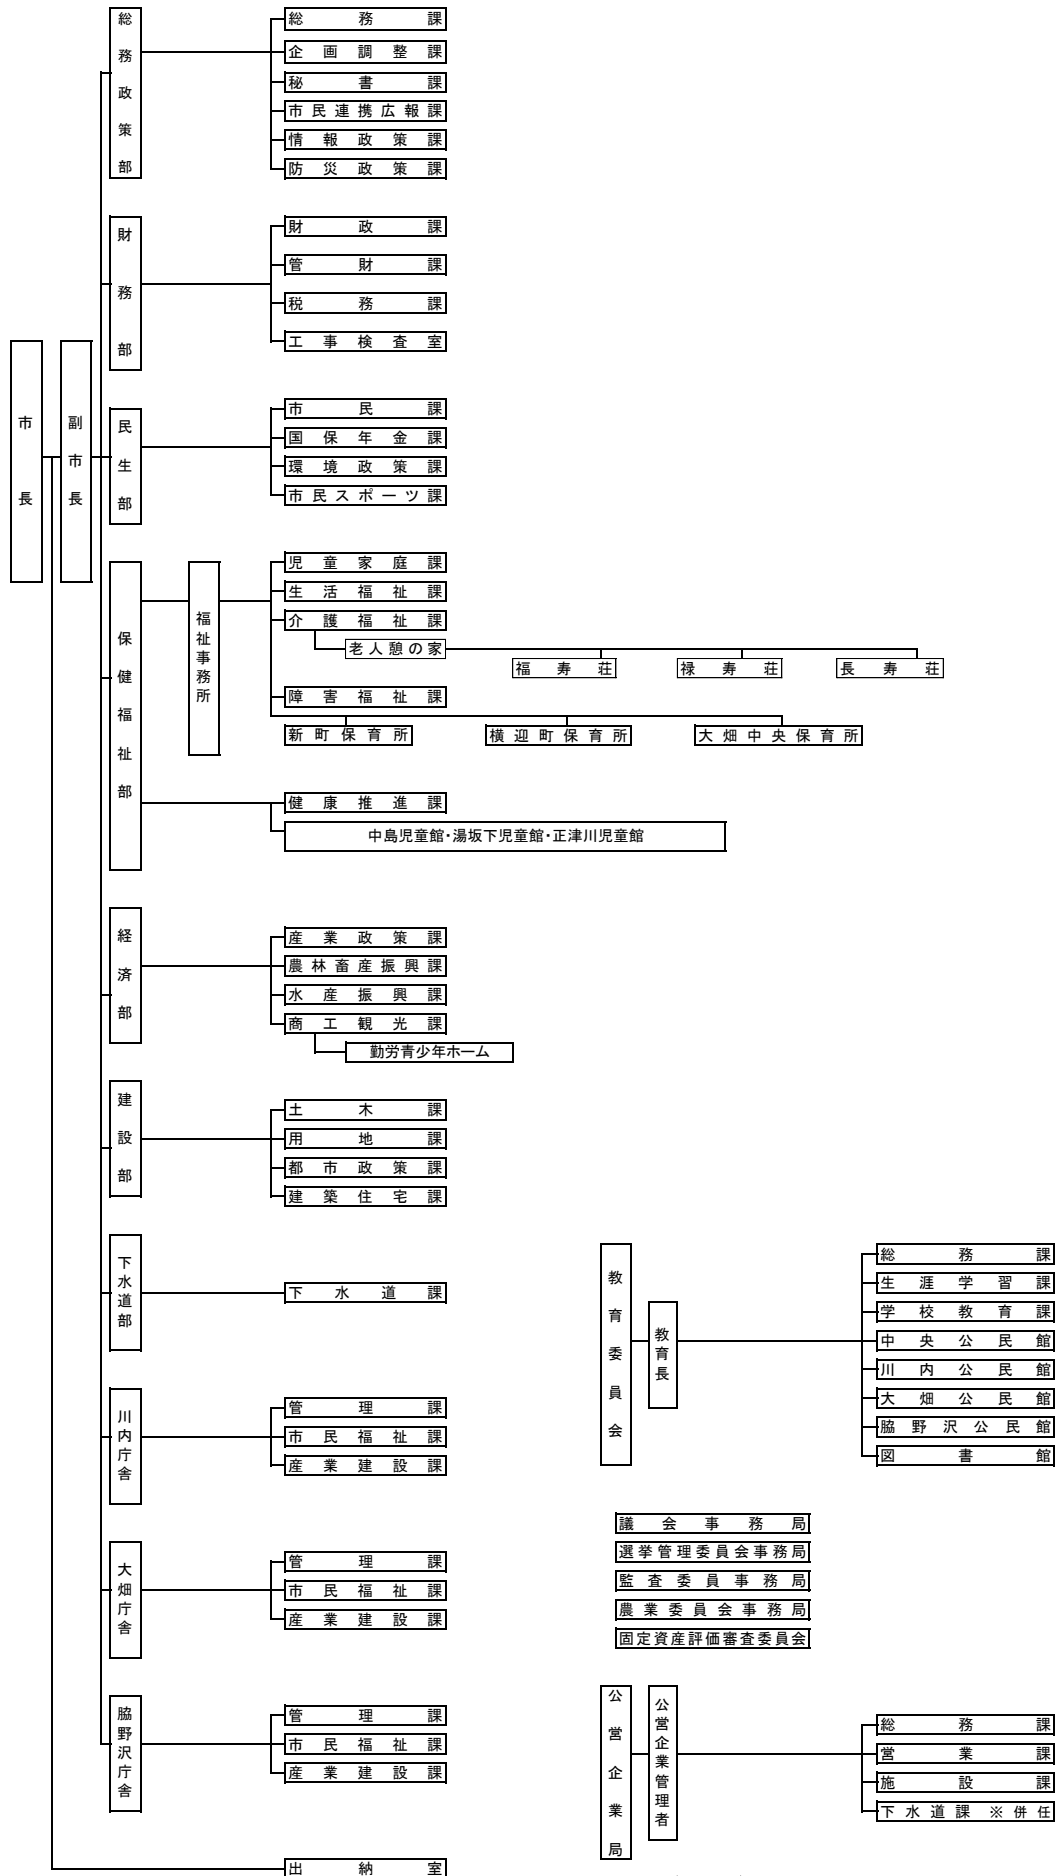 市長
副市長
総務政策部
総務課
企画調整課
秘書課
市民連携広報課
情報政策課
防災政策課
財務部
財政課
管財課
税務課
工事検査室
民生部
市民課
国保年金課
環境政策課
市民スポーツ課
保健福祉部
福祉事務所
児童家庭課
生活福祉課
介護福祉課
老人憩の家
福寿荘
禄寿荘
長寿荘
障害福祉課
新町保育所
横迎町保育所
大畑中央保育所
健康推進課
中島児童館・湯坂下児童館・正津川児童館
経済部
産業政策課
農林畜産振興課
水産振興課
商工観光課
勤労青少年ホーム
建設部
土木課
用地課
都市政策課
建築住宅課
下水道部
下水道課
川内庁舎
管理課
市民福祉課
産業建設課
大畑庁舎
管理課
市民福祉課
産業建設課
脇野沢庁舎
管理課
市民福祉課
産業建設課
出納室
教育委員会
教育長
総務課
生涯学習課
学校教育課
中央公民館
川内公民館
大畑公民館
脇野沢公民館
図書館
議会事務局
選挙管理委員会事務局
監査委員事務局
農業委員会事務局
固定資産評価審査委員会
公営企業局
公営企業管理者
総務課
営業課
施設課
下水道課 ※併任